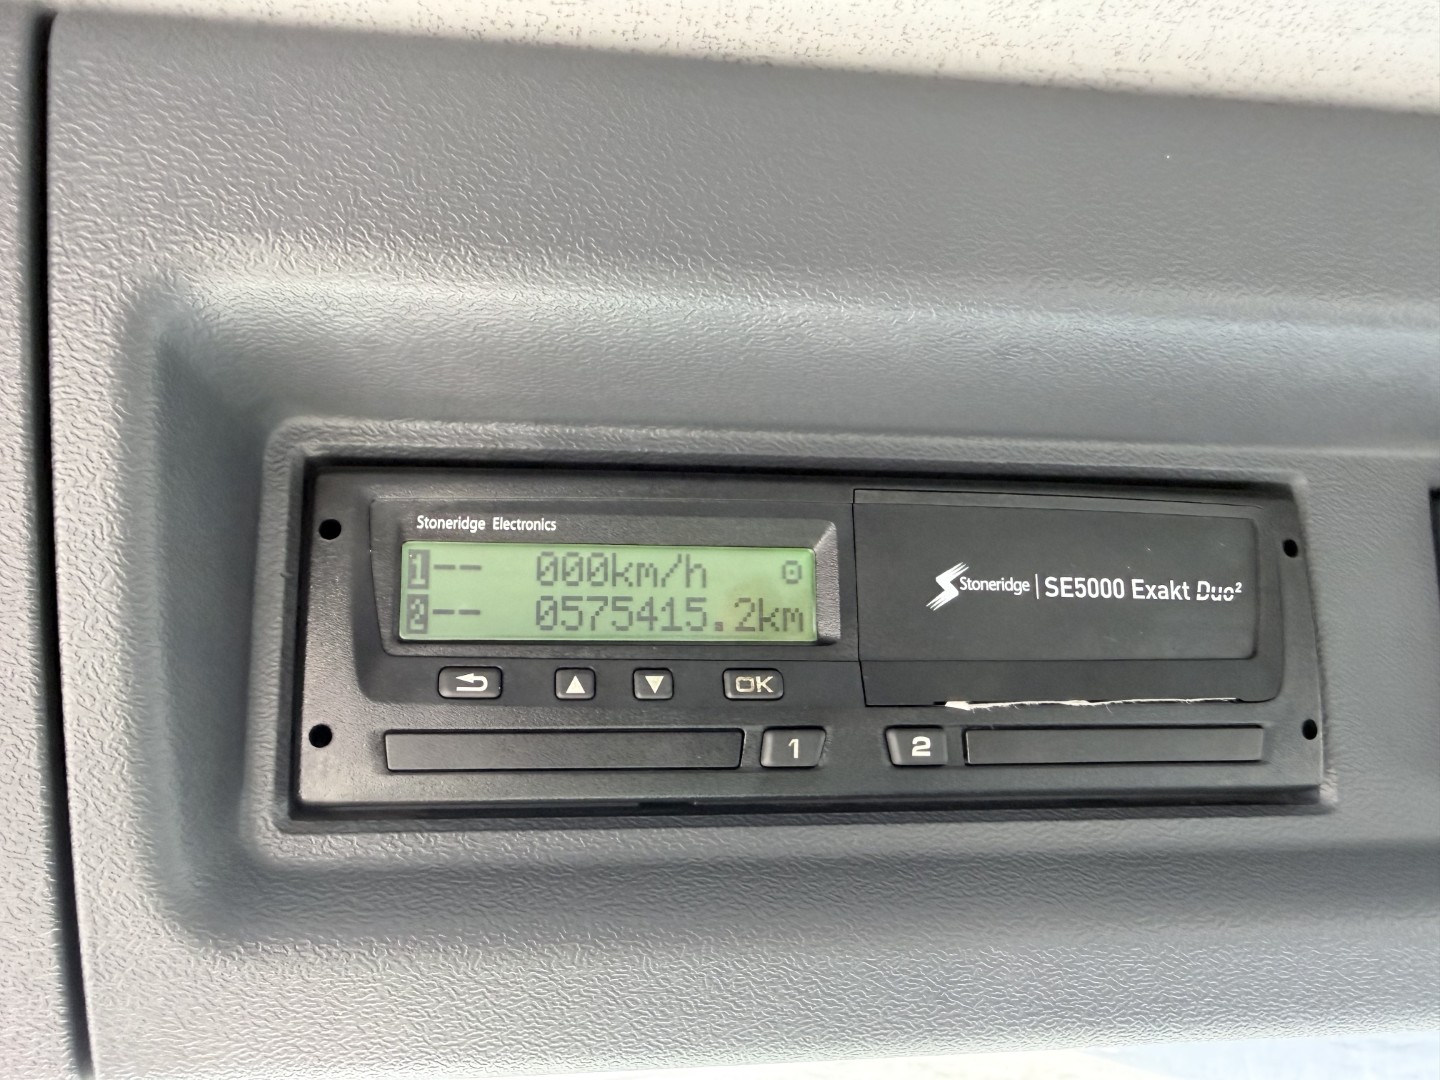 Stoneridge Electronics
1-- 000km/h
2-- 0575415.2km
Stoneridge | SE5000 Exakt Duo²
OK
1 2